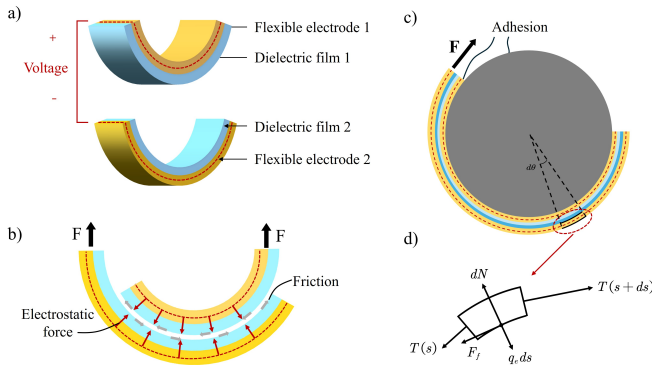 a)
+
Voltage
-
Flexible electrode 1
Dielectric film 1
Dielectric film 2
Flexible electrode 2
b)
F
F
Friction
Electrostatic
force
c)
F
Adhesion
dθ
d)
dN
T(s + ds)
T(s)
F_f
q_e ds